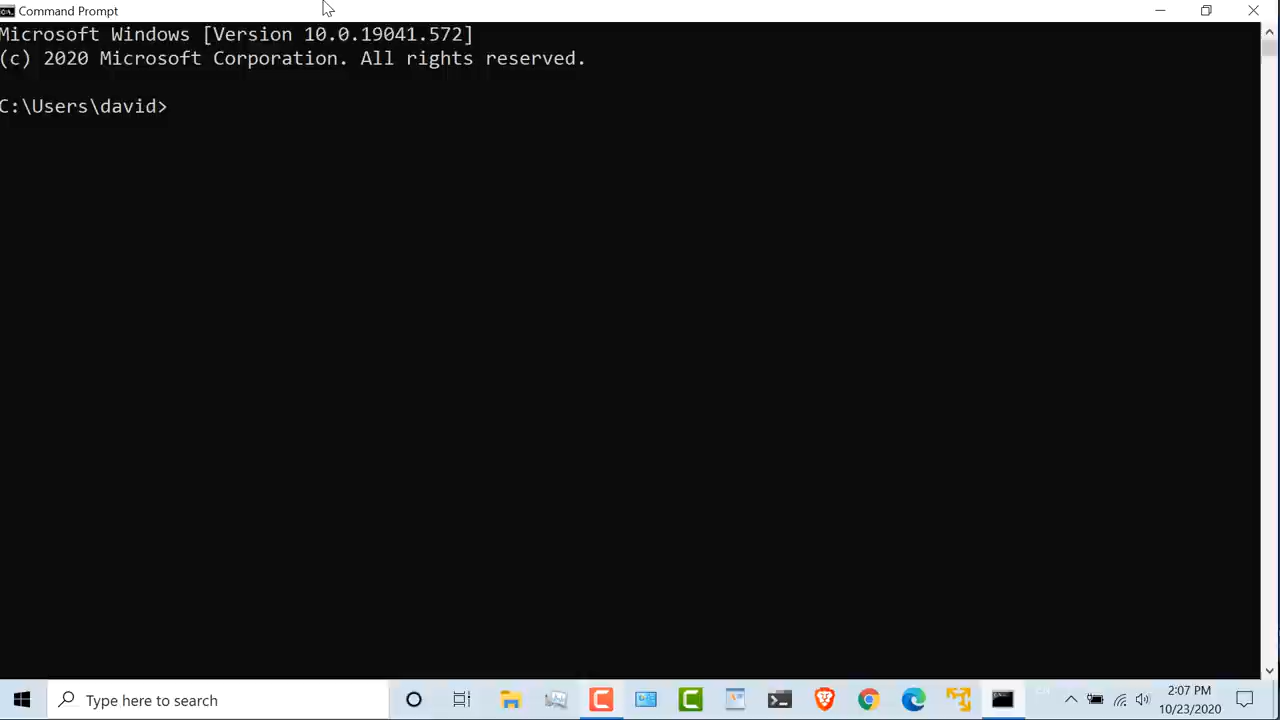 Command Prompt
Microsoft Windows [Version 10.0.19041.572]
(c) 2020 Microsoft Corporation. All rights reserved.
C:\Users\david>
Type here to search
2:07 PM
10/23/2020